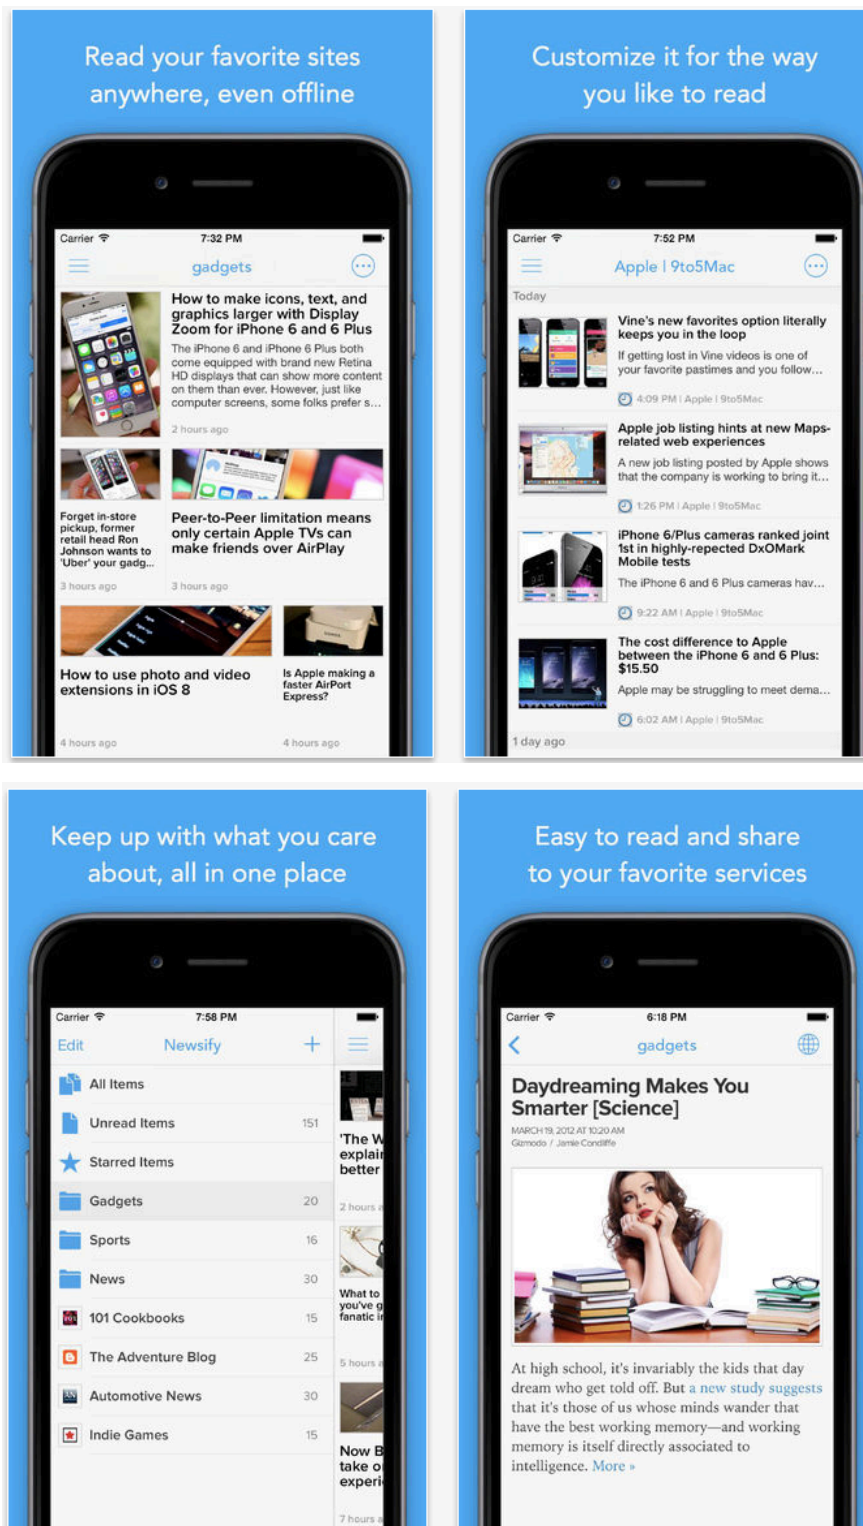 Read your favorite sites
anywhere, even offline
Carrier
7:32 PM
gadgets
How to make icons, text, and
graphics larger with Display
Zoom for iPhone 6 and 6 Plus
The iPhone 6 and iPhone 6 Plus both
come equipped with brand new Retina
HD displays that can show more content
on them than ever. However, just like
computer screens, some folks prefer s...
2 hours ago
Forget in-store
pickup, former
retail head Ron
Johnson wants to
'Uber' your gadg...
3 hours ago
Peer-to-Peer limitation means
only certain Apple TVs can
make friends over AirPlay
3 hours ago
How to use photo and video
extensions in iOS 8
4 hours ago
Is Apple making a
faster AirPort
Express?
4 hours ago
Customize it for the way
you like to read
Carrier
7:52 PM
Apple | 9to5Mac
Today
Vine's new favorites option literally
keeps you in the loop
If getting lost in Vine videos is one of
your favorite pastimes and you follow...
4:09 PM | Apple | 9to5Mac
Apple job listing hints at new Maps-
related web experiences
A new job listing posted by Apple shows
that the company is working to bring it...
1:26 PM | Apple | 9to5Mac
iPhone 6/Plus cameras ranked joint
1st in highly-repected DxOMark
Mobile tests
The iPhone 6 and 6 Plus cameras hav...
9:22 AM | Apple | 9to5Mac
The cost difference to Apple
between the iPhone 6 and 6 Plus:
$15.50
Apple may be struggling to meet dema...
6:02 AM | Apple | 9to5Mac
1 day ago
Keep up with what you care
about, all in one place
Carrier
7:58 PM
Edit
Newsify
+
All Items
Unread Items
151
Starred Items
Gadgets
20
Sports
16
News
30
101 Cookbooks
15
The Adventure Blog
25
Automotive News
30
Indie Games
15
'The W
explai
better
2 hours a
What to
you've g
fanatic i
5 hours a
Now B
take o
experi
7 hours a
Easy to read and share
to your favorite services
Carrier
6:18 PM
gadgets
Daydreaming Makes You
Smarter [Science]
MARCH 19, 2012 AT 10:20 AM
Gizmodo / Jamie Condliffe
At high school, it's invariably the kids that day
dream who get told off. But a new study suggests
that it's those of us whose minds wander that
have the best working memory—and working
memory is itself directly associated to
intelligence. More »